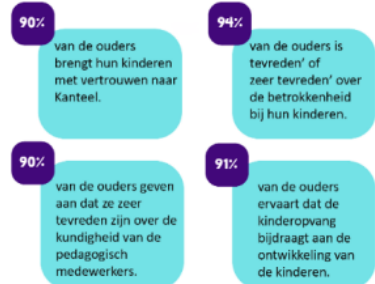 90%
van de ouders
brengt hun kinderen
met vertrouwen naar
Kanteel.
94%
van de ouders is
tevreden’ of
zeer tevreden’ over
de betrokkenheid
bij hun kinderen.
90%
van de ouders geven
aan dat ze zeer
tevreden zijn over de
kundigheid van de
pedagogisch
medewerkers.
91%
van de ouders
ervaart dat de
kinderopvang
bijdraagt aan de
ontwikkeling van
de kinderen.